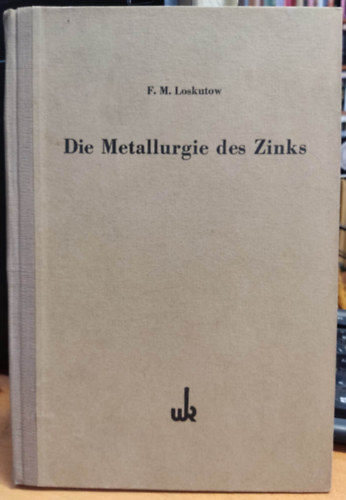 F. M. Loskutow
Die Metallurgie des Zinks
wk